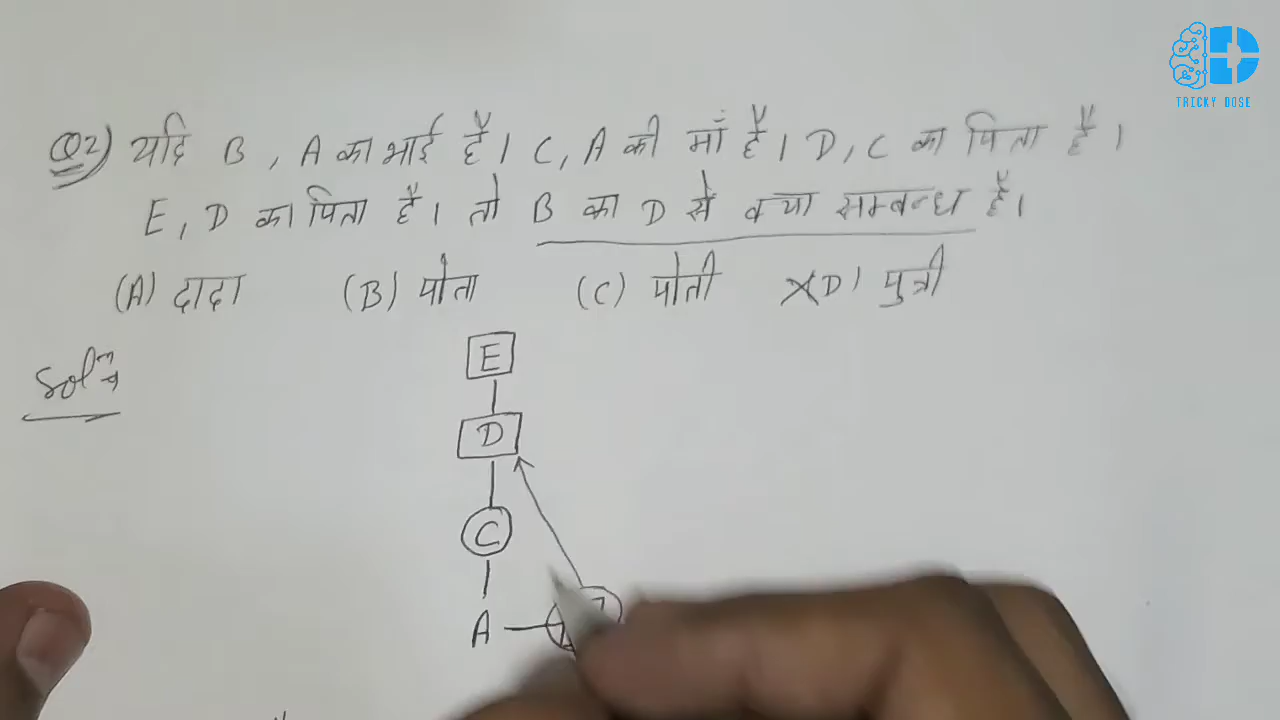 TRICKY DOSE
Q2) यदि B, A का भाई है। C, A की माँ है। D, C का पिता है।
E, D का पिता है। तो B का D से क्या सम्बन्ध है।
(A) दादा (B) पोता (C) पोती X(D) पुत्री
Solⁿ→
E
D
C
A